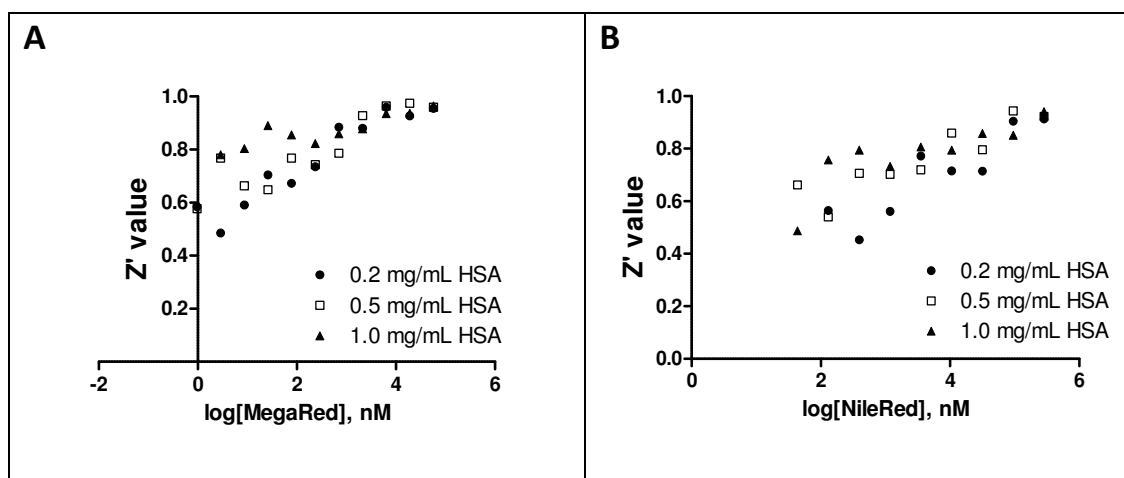 A
Z' value
1.0
0.8
0.6
0.4
0.2
0.2 mg/mL HSA
0.5 mg/mL HSA
1.0 mg/mL HSA
-2 0 2 4 6
log[MegaRed], nM
B
Z' value
1.0
0.8
0.6
0.4
0.2
0.0
0.2 mg/mL HSA
0.5 mg/mL HSA
1.0 mg/mL HSA
0 2 4 6
log[NileRed], nM